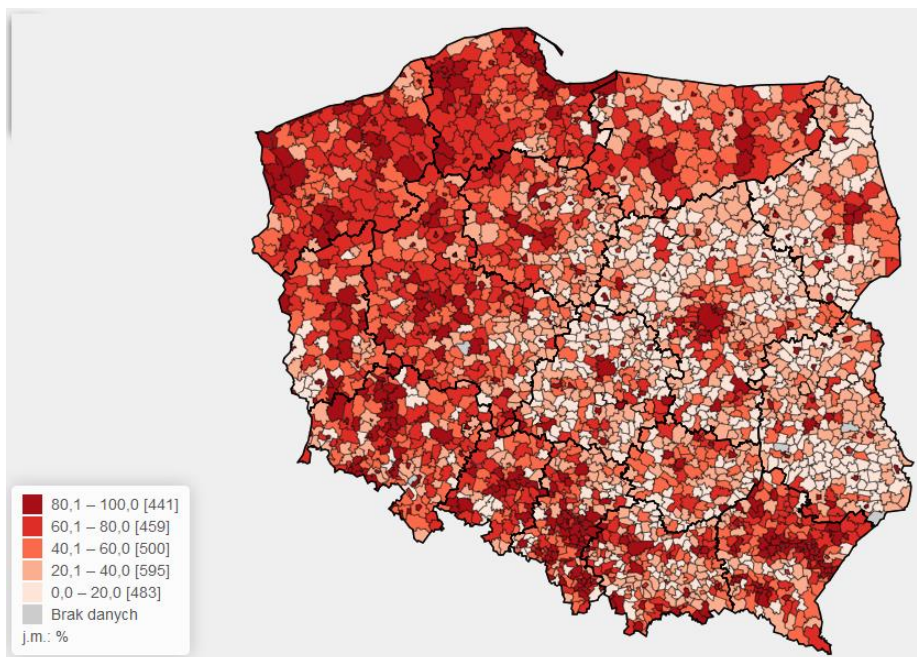 80,1 – 100,0 [441]
60,1 – 80,0 [459]
40,1 – 60,0 [500]
20,1 – 40,0 [595]
0,0 – 20,0 [483]
Brak danych
j.m.: %